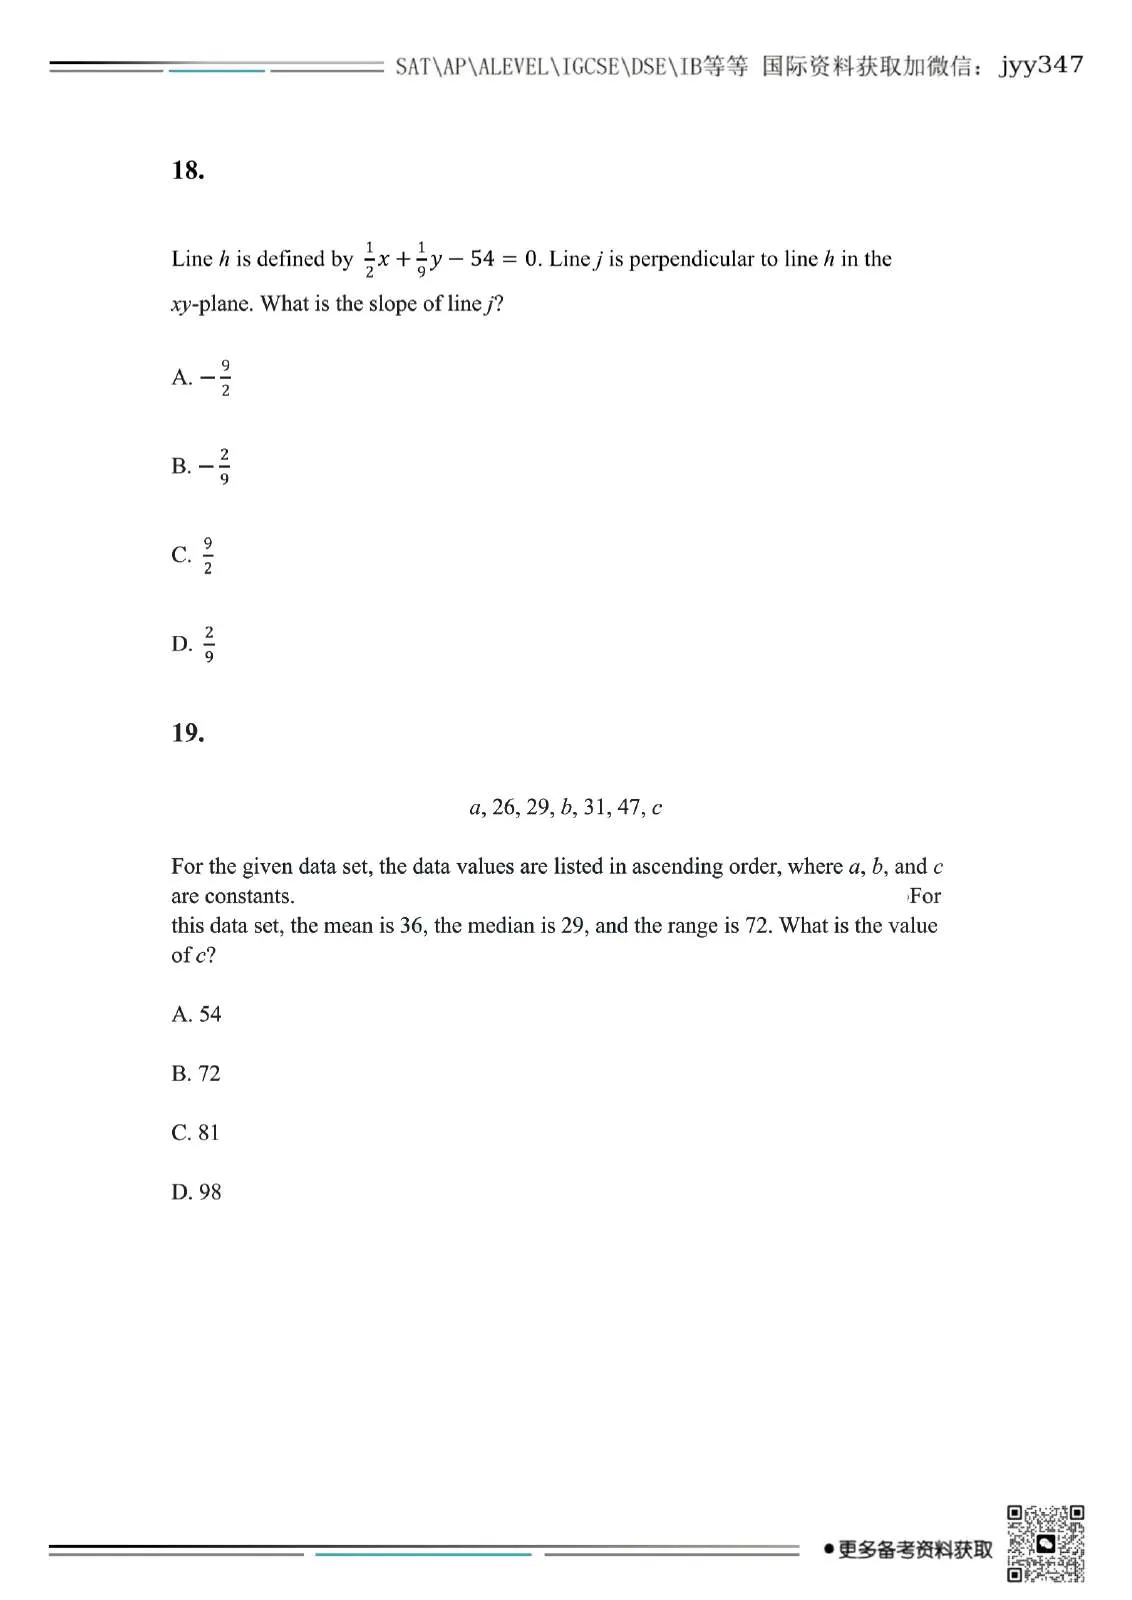 SAT\AP\ALEVEL\IGCSE\DSE\IB等等 国际资料获取加微信: jyy347
18.
Line h is defined by 1/2 x + 1/9 y − 54 = 0. Line j is perpendicular to line h in the
xy-plane. What is the slope of line j?
A. − 9/2
B. − 2/9
C. 9/2
D. 2/9
19.
a, 26, 29, b, 31, 47, c
For the given data set, the data values are listed in ascending order, where a, b, and c
are constants. For
this data set, the mean is 36, the median is 29, and the range is 72. What is the value
of c?
A. 54
B. 72
C. 81
D. 98
●更多备考资料获取